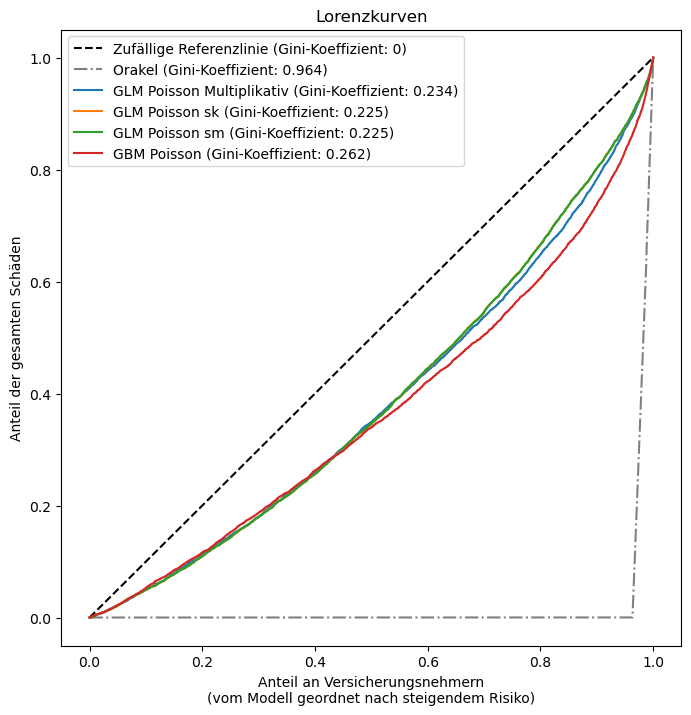 Lorenzkurven
Zufällige Referenzlinie (Gini-Koeffizient: 0)
Orakel (Gini-Koeffizient: 0.964)
GLM Poisson Multiplikativ (Gini-Koeffizient: 0.234)
GLM Poisson sk (Gini-Koeffizient: 0.225)
GLM Poisson sm (Gini-Koeffizient: 0.225)
GBM Poisson (Gini-Koeffizient: 0.262)
Anteil der gesamten Schäden
1.0
0.8
0.6
0.4
0.2
0.0
0.0 0.2 0.4 0.6 0.8 1.0
Anteil an Versicherungsnehmern
(vom Modell geordnet nach steigendem Risiko)